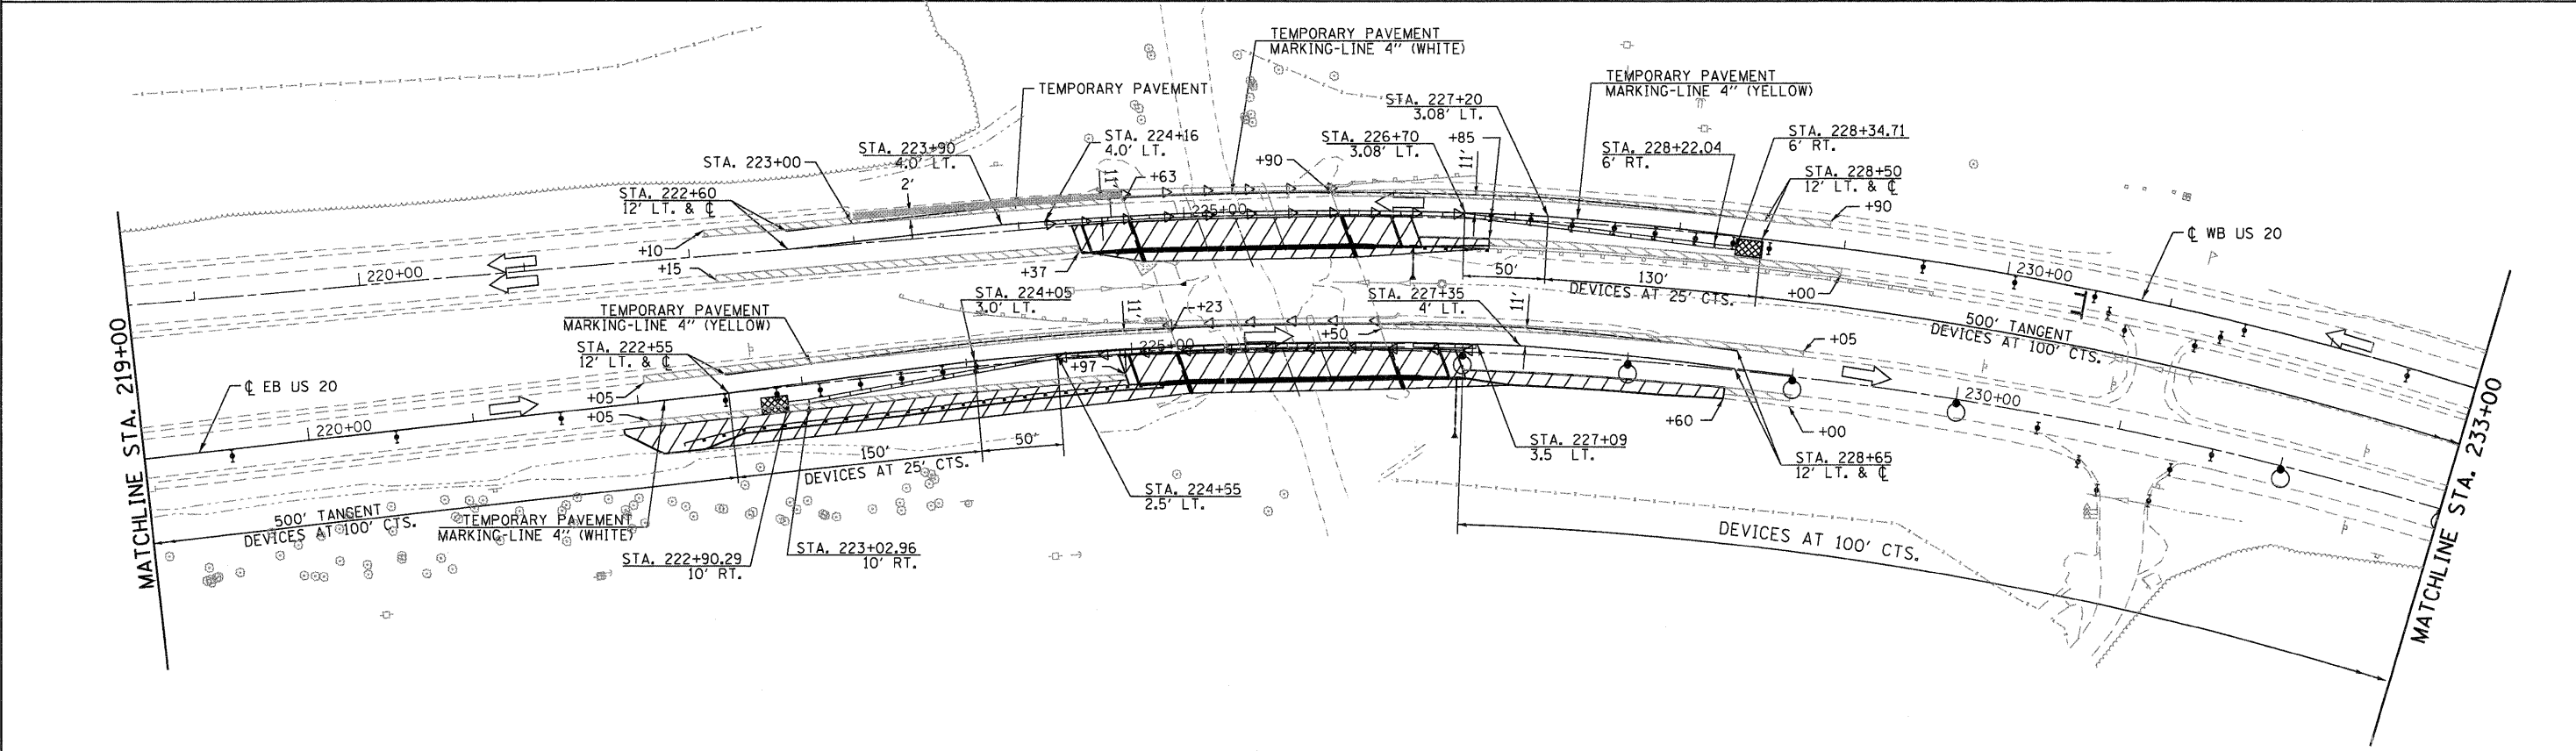 TEMPORARY PAVEMENT
MARKING-LINE 4" (WHITE)
TEMPORARY PAVEMENT
MARKING-LINE 4" (YELLOW)
TEMPORARY PAVEMENT
STA. 227+20
3.08' LT.
STA. 223+00
STA. 223+90
4.0' LT.
STA. 224+16
4.0' LT.
STA. 226+70
3.08' LT.
+85
11'
STA. 228+22.04
6' RT.
STA. 228+34.71
6' RT.
STA. 228+50
12' LT. & ℄
+90
STA. 222+60
12' LT. & ℄
2'
11'
+63
+90
225+00
℄ WB US 20
+10
+15
220+00
+37
50'
130'
DEVICES AT 25' CTS.
+00
230+00
500' TANGENT
DEVICES AT 100' CTS.
MATCHLINE STA. 219+00
TEMPORARY PAVEMENT
MARKING-LINE 4" (YELLOW)
STA. 224+05
3.0' LT.
11'
+23
225+00
+50
STA. 227+35
4' LT.
11'
+05
STA. 222+55
12' LT. & ℄
+97
℄ EB US 20
+05
+05
220+00
230+00
+60
+00
150'
DEVICES AT 25' CTS.
50'
STA. 227+09
3.5 LT.
STA. 228+65
12' LT. & ℄
STA. 224+55
2.5' LT.
500' TANGENT
DEVICES AT 100' CTS.
TEMPORARY PAVEMENT
MARKING-LINE 4" (WHITE)
STA. 222+90.29
10' RT.
STA. 223+02.96
10' RT.
DEVICES AT 100' CTS.
MATCHLINE STA. 233+00